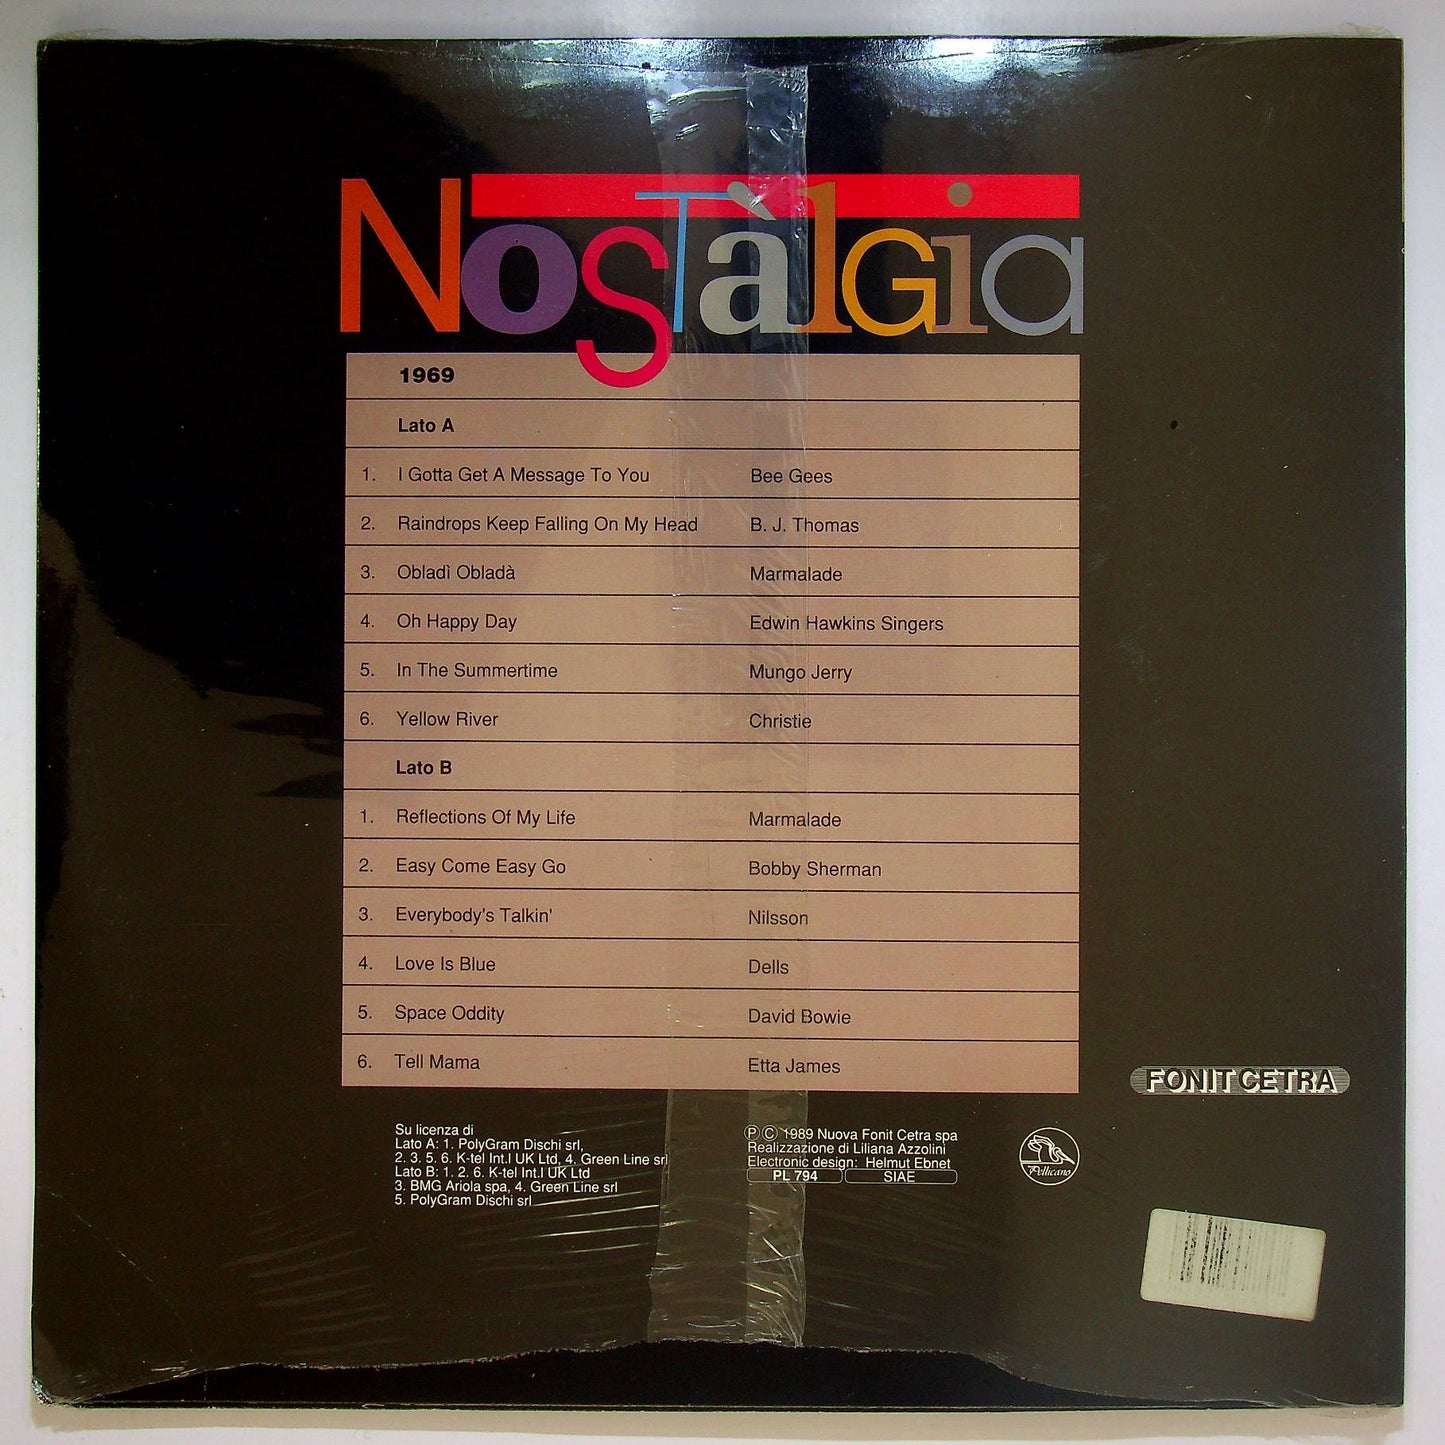 Nostàlgia
1969
Lato A
1. I Gotta Get A Message To You Bee Gees
2. Raindrops Keep Falling On My Head B. J. Thomas
3. Obladì Obladà Marmalade
4. Oh Happy Day Edwin Hawkins Singers
5. In The Summertime Mungo Jerry
6. Yellow River Christie
Lato B
1. Reflections Of My Life Marmalade
2. Easy Come Easy Go Bobby Sherman
3. Everybody's Talkin' Nilsson
4. Love Is Blue Dells
5. Space Oddity David Bowie
6. Tell Mama Etta James
FONIT CETRA
Su licenza di
Lato A: 1. PolyGram Dischi srl,
2. 3. 5. 6. K-tel Int.l UK Ltd, 4. Green Line srl
Lato B: 1. 2. 6. K-tel Int.l UK Ltd
3. BMG Ariola spa, 4. Green Line srl
5. PolyGram Dischi srl
Ⓟ Ⓒ 1989 Nuova Fonit Cetra spa
Realizzazione di Liliana Azzolini
Electronic design: Helmut Ebnet
PL 794 SIAE
Pellicano